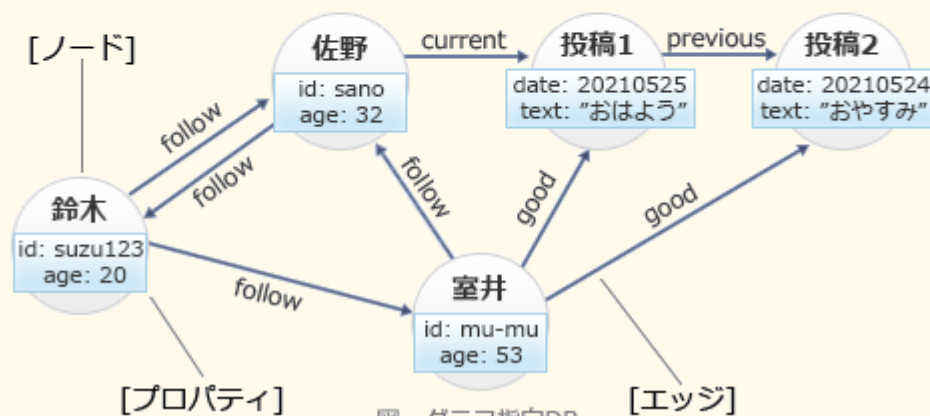 [ノード]
佐野
id: sano
age: 32
current
投稿1
date: 20210525
text: ”おはよう”
previous
投稿2
date: 20210524
text: ”おやすみ”
follow
follow
鈴木
id: suzu123
age: 20
follow
follow
good
good
室井
id: mu-mu
age: 53
[プロパティ]
[エッジ]